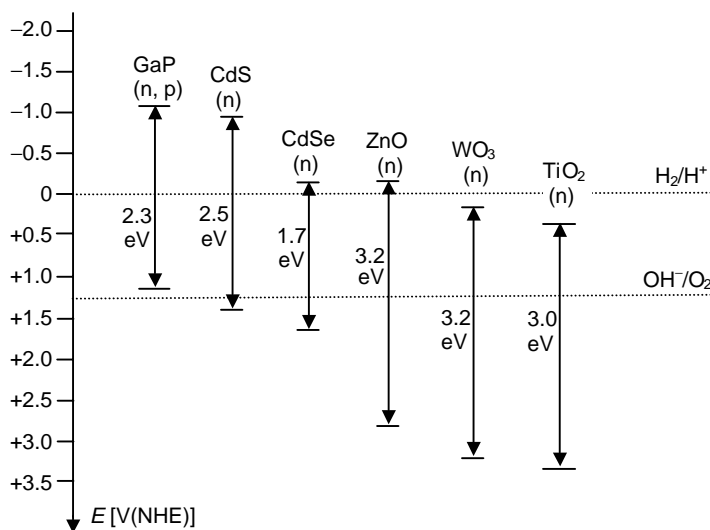 −2.0
−1.5
−1.0
−0.5
0
+0.5
+1.0
+1.5
+2.0
+2.5
+3.0
+3.5
E [V(NHE)]
GaP
(n, p)
2.3
eV
CdS
(n)
2.5
eV
CdSe
(n)
1.7
eV
ZnO
(n)
3.2
eV
WO₃
(n)
3.2
eV
TiO₂
(n)
3.0
eV
H₂/H⁺
OH⁻/O₂